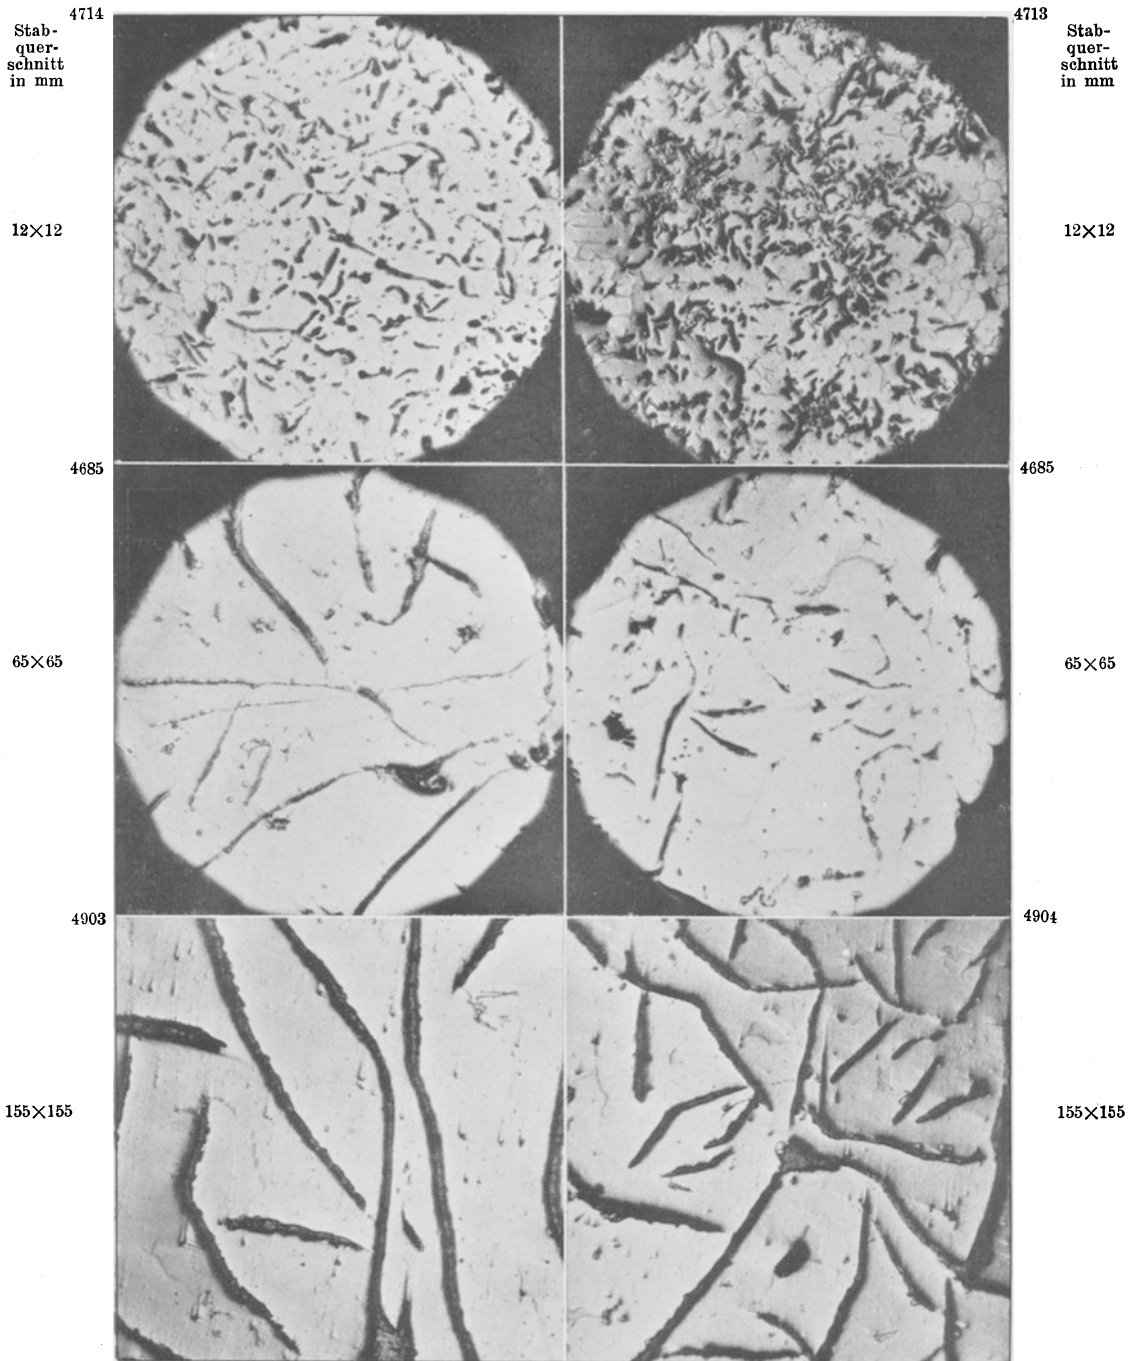 4714
4713
Stab-
quer-
schnitt
in mm
Stab-
quer-
schnitt
in mm
12×12
12×12
4685
4685
65×65
65×65
4903
4904
155×155
155×155